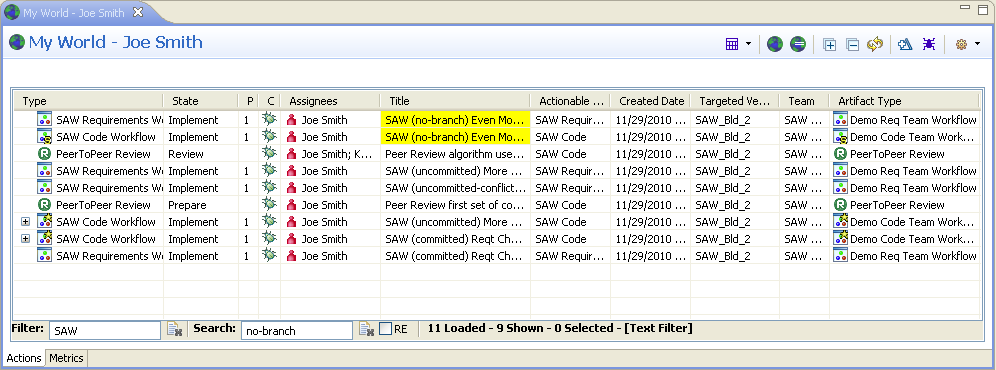 My World - Joe Smith
My World - Joe Smith
Type State P C Assignees Title Actionable ... Created Date Targeted Ve... Team Artifact Type
SAW Requirements W Implement 1 Joe Smith SAW (no-branch) Even Mo... SAW Requir... 11/29/2010 ... SAW_Bld_2 SAW ... Demo Req Team Workflow
SAW Code Workflow Implement 1 Joe Smith SAW (no-branch) Even Mo... SAW Code 11/29/2010 ... SAW_Bld_2 SAW ... Demo Code Team Work...
PeerToPeer Review Review Joe Smith; K... Peer Review algorithm use... SAW Code 11/29/2010 ... SAW_Bld_2 SAW ... PeerToPeer Review
SAW Requirements W Implement 1 Joe Smith SAW (uncommitted) More ... SAW Requir... 11/29/2010 ... SAW_Bld_2 SAW ... Demo Req Team Workflow
SAW Requirements W Implement 1 Joe Smith SAW (uncommitted-conflict... SAW Requir... 11/29/2010 ... SAW_Bld_2 SAW ... Demo Req Team Workflow
PeerToPeer Review Prepare Joe Smith Peer Review first set of co... SAW Code 11/29/2010 ... SAW_Bld_2 SAW ... PeerToPeer Review
SAW Code Workflow Implement 1 Joe Smith SAW (uncommitted) More ... SAW Code 11/29/2010 ... SAW_Bld_2 SAW ... Demo Code Team Work...
SAW Code Workflow Implement 1 Joe Smith SAW (committed) Reqt Ch... SAW Code 11/29/2010 ... SAW_Bld_2 SAW ... Demo Code Team Work...
SAW Requirements W Implement 1 Joe Smith SAW (committed) Reqt Ch... SAW Requir... 11/29/2010 ... SAW_Bld_2 SAW ... Demo Req Team Workflow
Filter: SAW Search: no-branch RE 11 Loaded - 9 Shown - 0 Selected - [Text Filter]
Actions Metrics